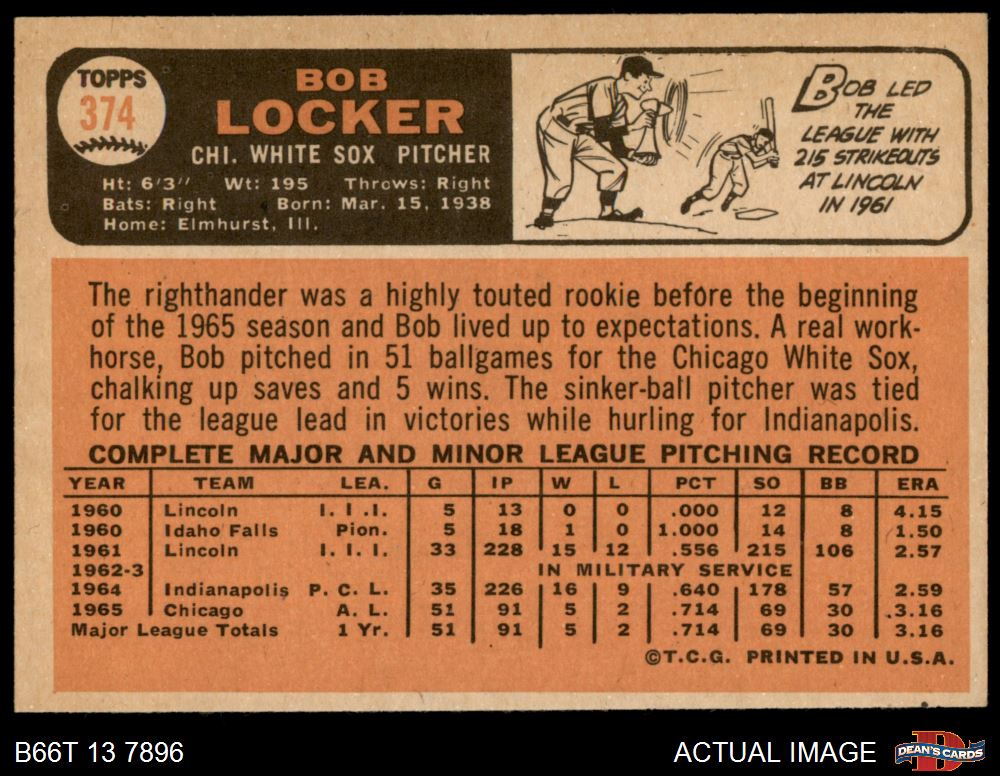 TOPPS
374
BOB
LOCKER
CHI. WHITE SOX PITCHER
Ht: 6'3" Wt: 195 Throws: Right
Bats: Right Born: Mar. 15, 1938
Home: Elmhurst, Ill.
BOB LED
THE
LEAGUE WITH
215 STRIKEOUTS
AT LINCOLN
IN 1961
The righthander was a highly touted rookie before the beginning
of the 1965 season and Bob lived up to expectations. A real work-
horse, Bob pitched in 51 ballgames for the Chicago White Sox,
chalking up saves and 5 wins. The sinker-ball pitcher was tied
for the league lead in victories while hurling for Indianapolis.
COMPLETE MAJOR AND MINOR LEAGUE PITCHING RECORD
YEAR TEAM LEA. G IP W L PCT SO BB ERA
1960 Lincoln I. I .I. 5 13 0 0 .000 12 8 4.15
1960 Idaho Falls Pion. 5 18 1 0 1.000 14 8 1.50
1961 Lincoln I. I. I. 33 228 15 12 .556 215 106 2.57
1962-3 IN MILITARY SERVICE
1964 Indianapolis P. C. L. 35 226 16 9 .640 178 57 2.59
1965 Chicago A. L. 51 91 5 2 .714 69 30 3.16
Major League Totals 1 Yr. 51 91 5 2 .714 69 30 3.16
©T.C.G. PRINTED IN U.S.A.
B66T 13 7896
ACTUAL IMAGE
D
DEAN'S CARDS